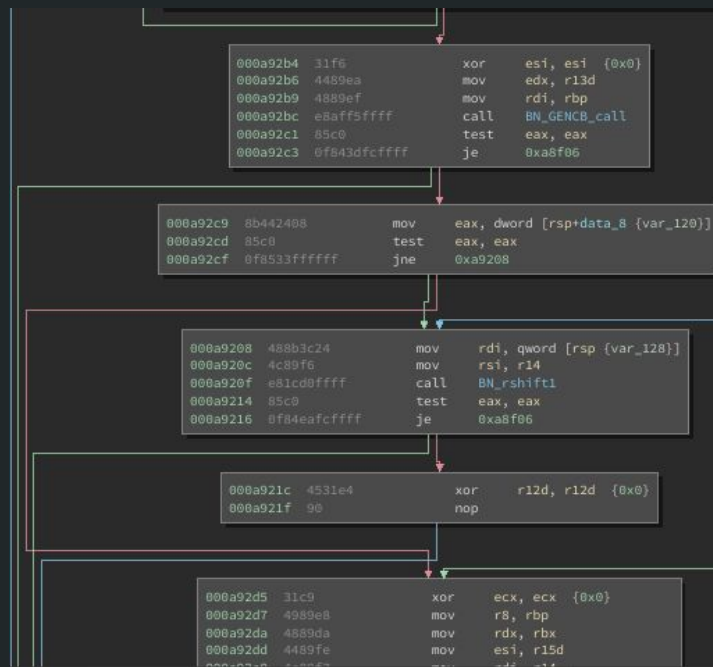 000a92b4 31f6 xor esi, esi {0x0}
000a92b6 4489ea mov edx, r13d
000a92b9 4889ef mov rdi, rbp
000a92bc e8aff5ffff call BN_GENCB_call
000a92c1 85c0 test eax, eax
000a92c3 0f843dfcffff je 0xa8f06
000a92c9 8b442408 mov eax, dword [rsp+data_8 {var_120}]
000a92cd 85c0 test eax, eax
000a92cf 0f8533ffffff jne 0xa9208
000a9208 488b3c24 mov rdi, qword [rsp {var_128}]
000a920c 4c89f6 mov rsi, r14
000a920f e81cd0ffff call BN_rshift1
000a9214 85c0 test eax, eax
000a9216 0f84eafcffff je 0xa8f06
000a921c 4531e4 xor r12d, r12d {0x0}
000a921f 90 nop
000a92d5 31c9 xor ecx, ecx {0x0}
000a92d7 4989e8 mov r8, rbp
000a92da 4889da mov rdx, rbx
000a92dd 4489fe mov esi, r15d